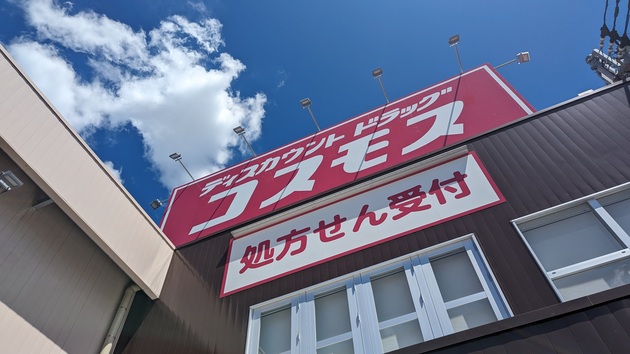 ディスカウント ドラッグ
コスモス
処方せん受付